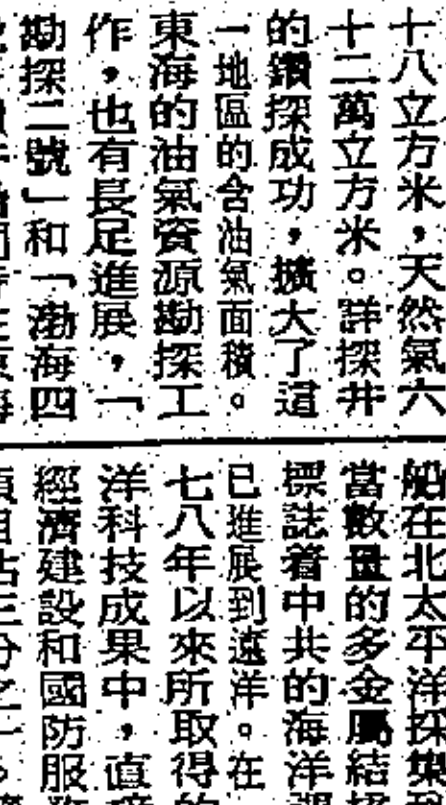 十八立方米，天然氣六
十二萬立方米。詳探井
的鑽探成功，擴大了這
一地區的含油氣面積。
東海的油氣資源勘探工
作，也有長足進展，「
勘探二號」和「渤海四
船在北太平洋採集
當數量的多金屬結
標誌着中共的海洋
已進展到遠洋。在
七八年以來所取得
洋科技成果中，直
經濟建設和國防服